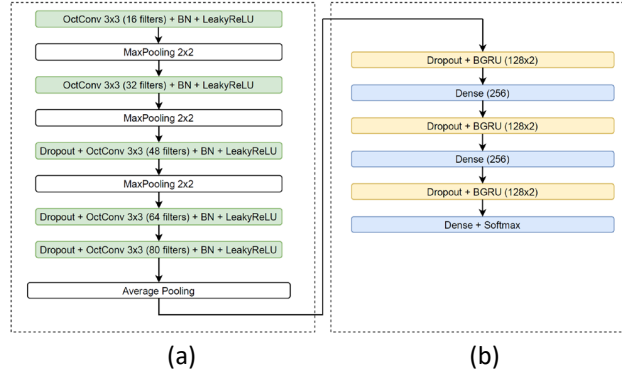 OctConv 3x3 (16 filters) + BN + LeakyReLU
MaxPooling 2x2
OctConv 3x3 (32 filters) + BN + LeakyReLU
MaxPooling 2x2
Dropout + OctConv 3x3 (48 filters) + BN + LeakyReLU
MaxPooling 2x2
Dropout + OctConv 3x3 (64 filters) + BN + LeakyReLU
Dropout + OctConv 3x3 (80 filters) + BN + LeakyReLU
Average Pooling
(a)
Dropout + BGRU (128x2)
Dense (256)
Dropout + BGRU (128x2)
Dense (256)
Dropout + BGRU (128x2)
Dense + Softmax
(b)